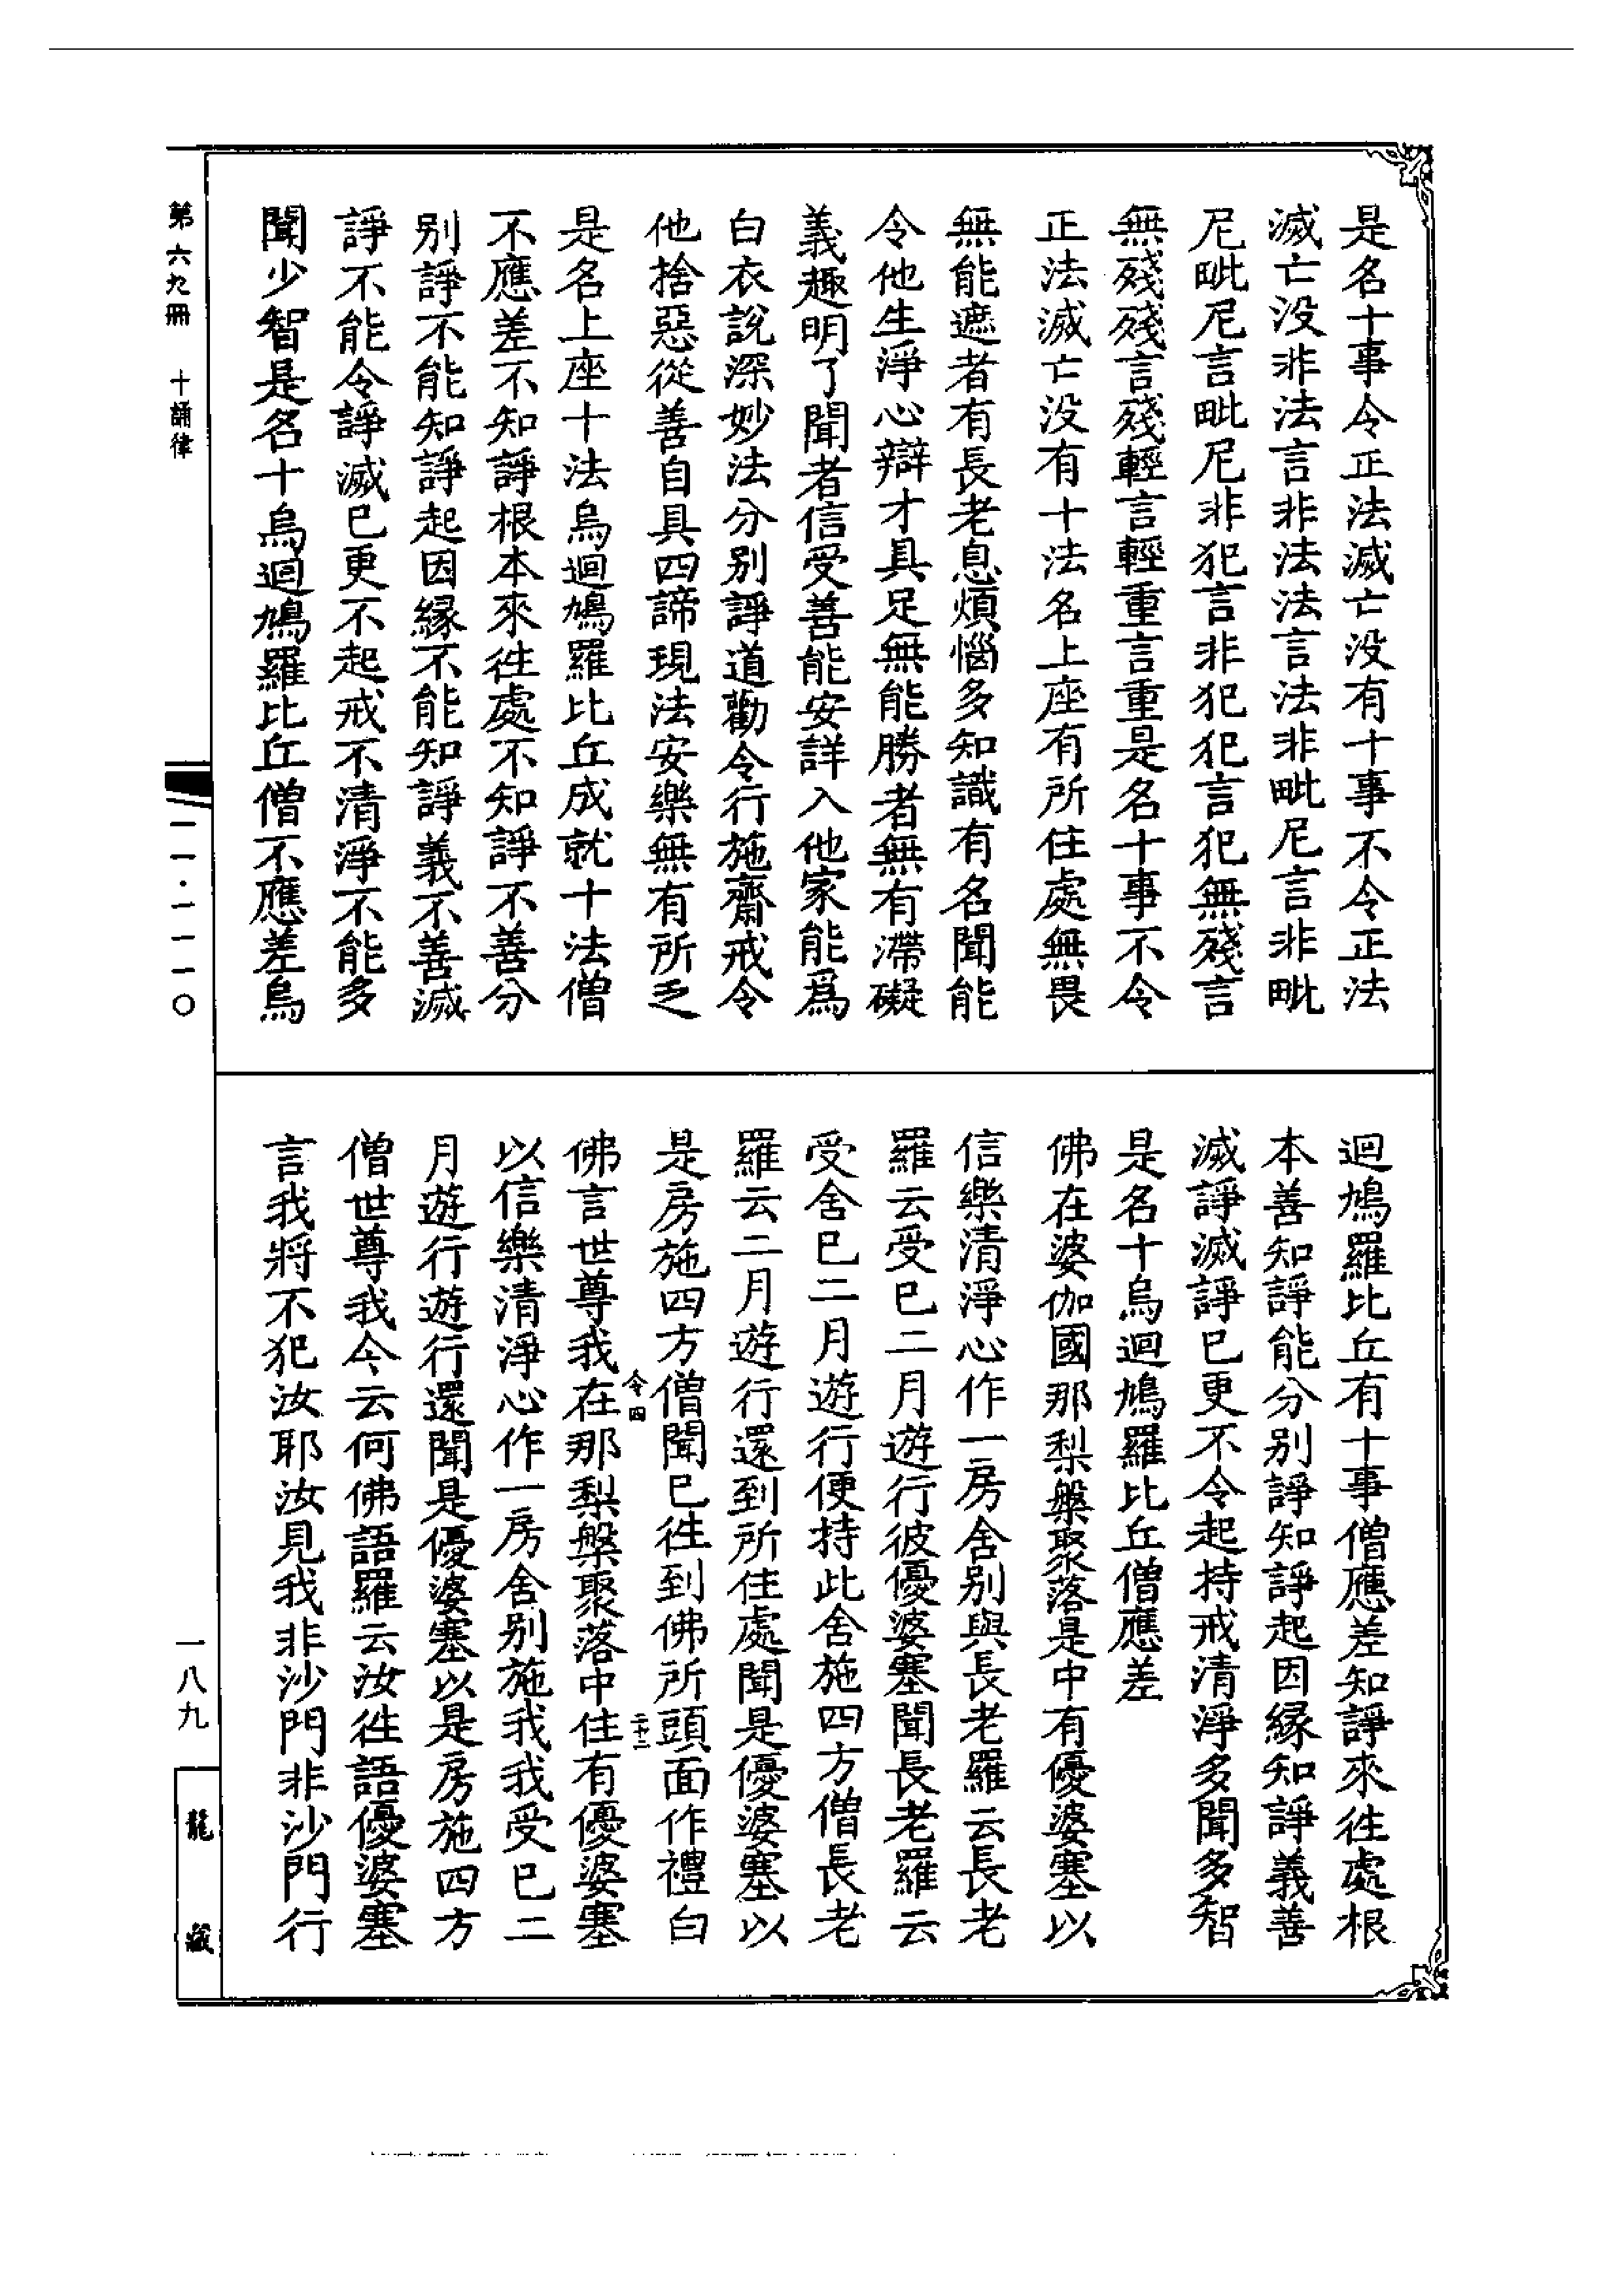 是名十事令正法滅亡没有十事不令正法
滅亡没非法言非法法言法非毗尼言非毗
尼毗尼言毗尼非犯言非犯犯言犯無殘言
無殘殘言殘輕言輕重言重是名十事不令
正法滅亡没有十法名上座有所住處無畏
無能遮者有長老息煩惱多知識有名聞能
令他生淨心辯才具足無能勝者無有滯礙
義趣明了聞者信受善能安詳入他家能爲
白衣說深妙法分别諍道勸令行施齋戒令
他捨惡從善自具四諦現法安樂無有所乏
是名上座十法烏迴鳩羅比丘成就十法僧
不應差不知諍根本來往處不知諍不善分
别諍不能知諍起因緣不能知諍義不善滅
諍不能令諍滅已更不起戒不清淨不能多
聞少智是名十烏迴鳩羅比丘僧不應差烏
迴鳩羅比丘有十事僧應差知諍來往處根
本善知諍能分别諍知諍起因緣知諍義善
滅諍滅諍已更不令起持戒清淨多聞多智
是名十烏迴鳩羅比丘僧應差
佛在婆伽國那梨槃聚落是中有優婆塞以
信樂清淨心作一房舍别與長老羅云長老
羅云受已二月遊行彼優婆塞聞長老羅云
受舍已二月遊行便持此舍施四方僧長老
羅云二月遊行還到所住處聞是優婆塞以
是房施四方僧聞已往到佛所頭面作禮白
令四
二十二
佛言世尊我在那梨槃聚落中住有優婆塞
以信樂清淨心作一房舍别施我我受已二
月遊行遊行還聞是優婆塞以是房施四方
僧世尊我今云何佛語羅云汝往語優婆塞
言我將不犯汝耶汝見我非沙門非沙門行
第六九冊 十誦律
一一·一一一〇
一八九
龍藏